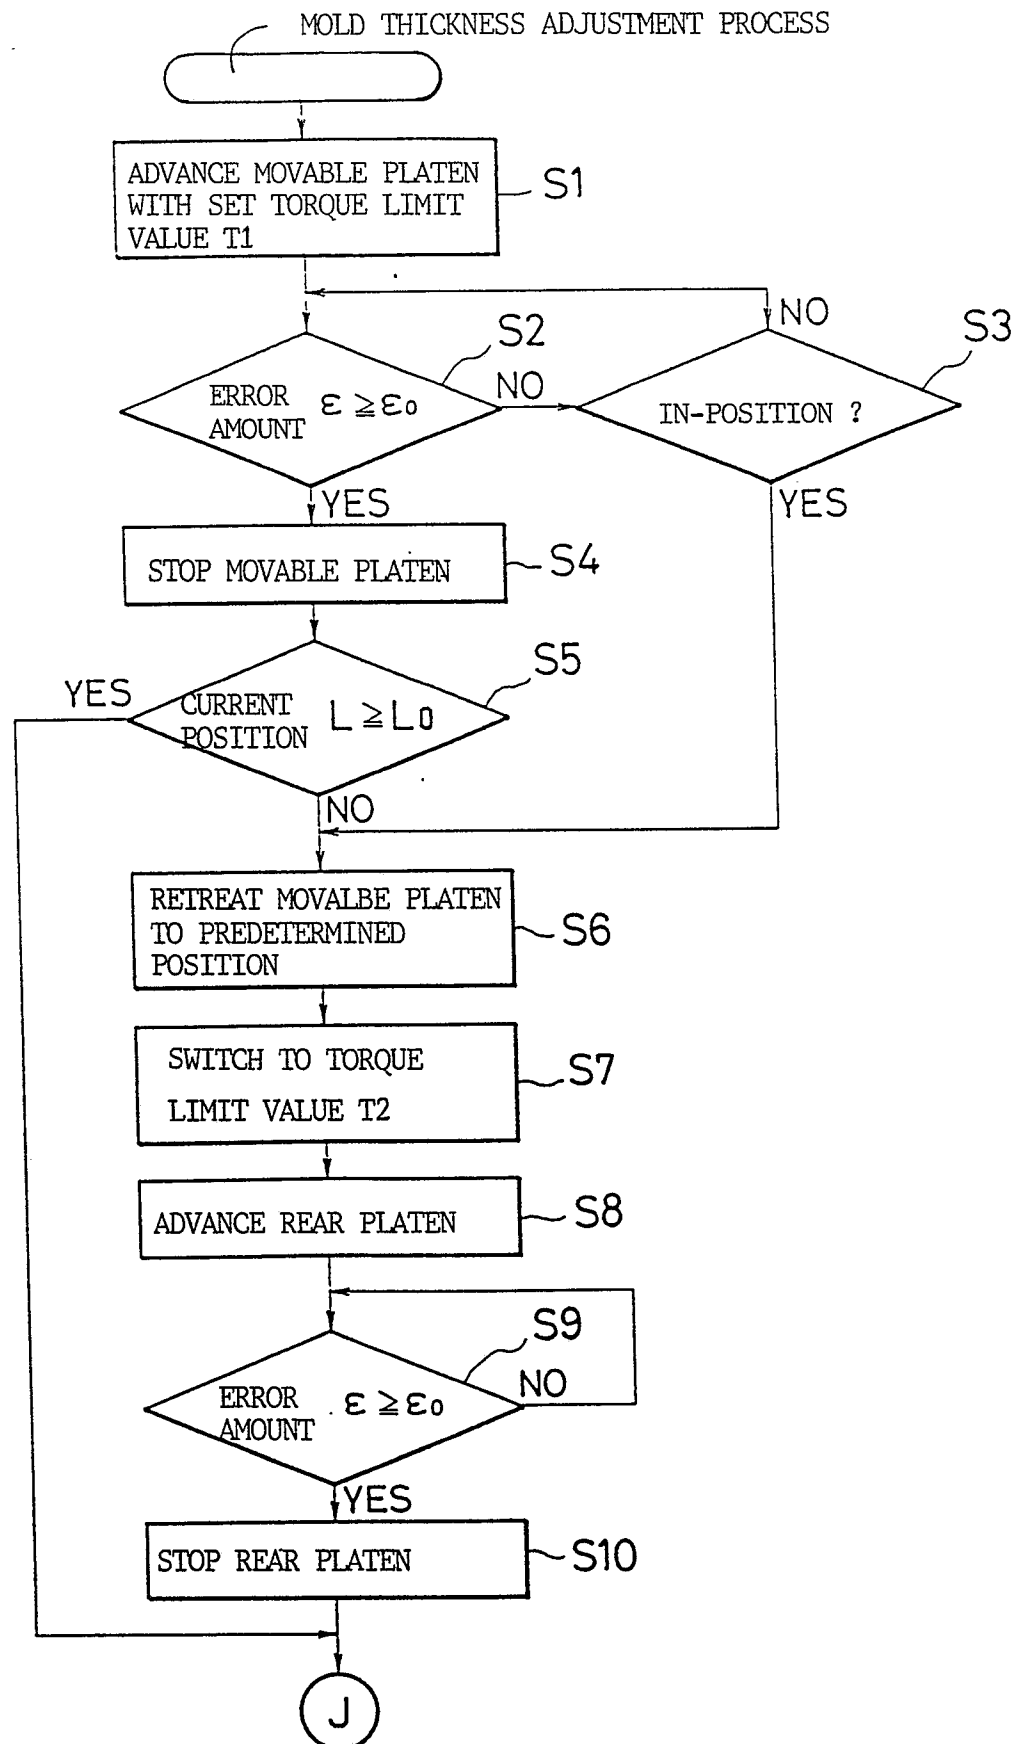 MOLD THICKNESS ADJUSTMENT PROCESS
ADVANCE MOVABLE PLATEN
WITH SET TORQUE LIMIT
VALUE T1
S1
NO
S2
S3
ERROR
AMOUNT ε ≧ ε0
NO
IN-POSITION ?
YES
YES
STOP MOVABLE PLATEN
S4
S5
YES
CURRENT
POSITION L ≧ L0
NO
RETREAT MOVALBE PLATEN
TO PREDETERMINED
POSITION
S6
SWITCH TO TORQUE
LIMIT VALUE T2
S7
ADVANCE REAR PLATEN
S8
S9
NO
ERROR
AMOUNT ε ≧ ε0
YES
STOP REAR PLATEN
S10
J